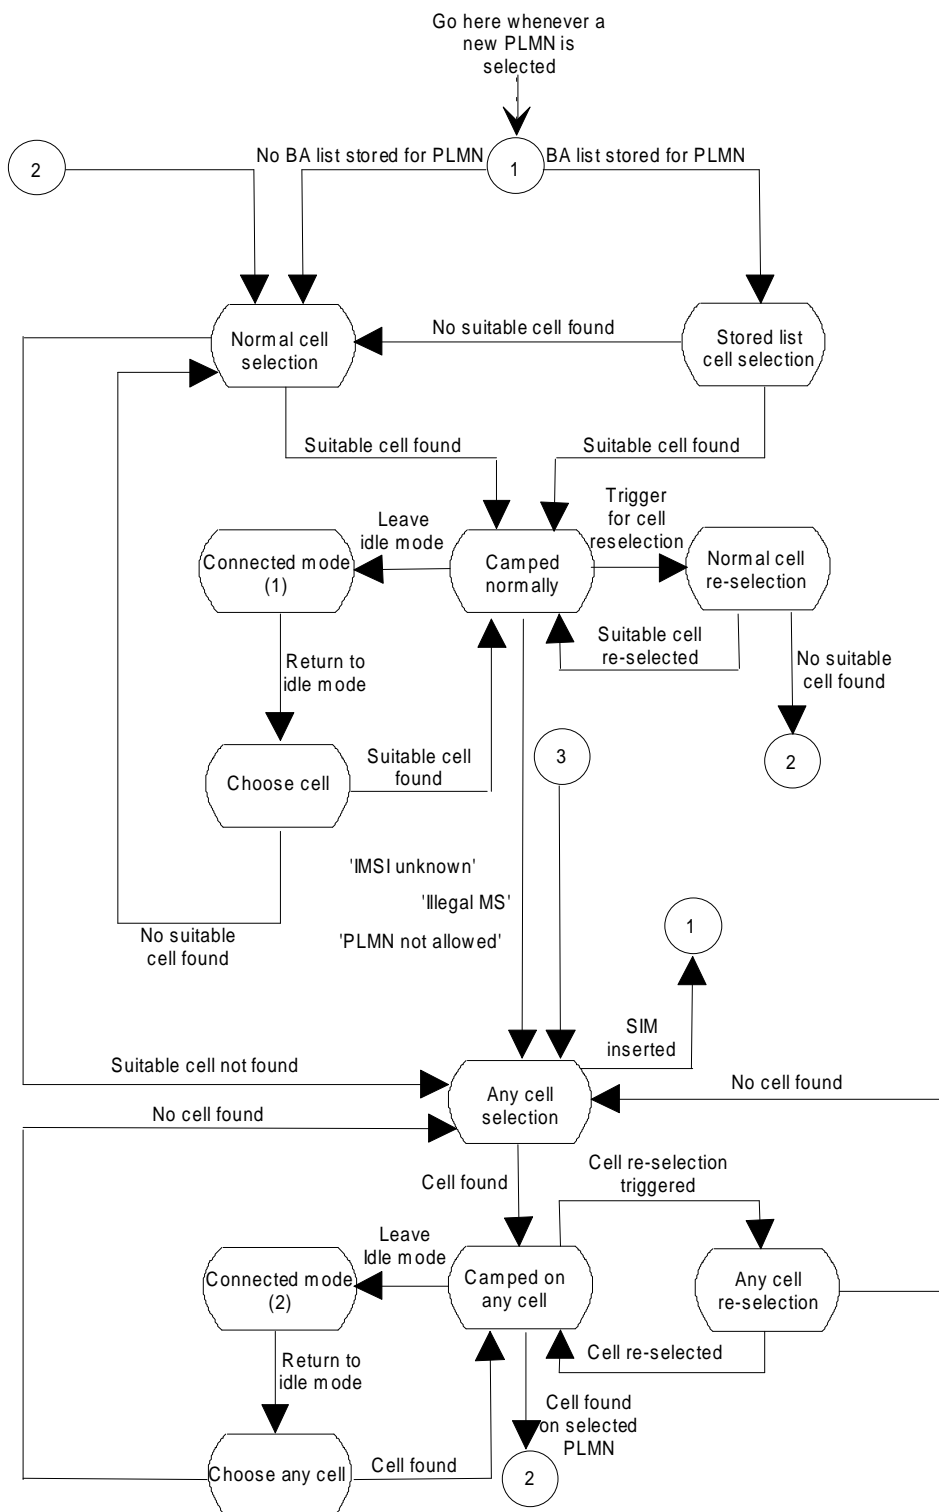 Go here whenever a
new PLMN is
selected
2
No BA list stored for PLMN
1
BA list stored for PLMN
Normal cell
selection
No suitable cell found
Stored list
cell selection
Suitable cell found
Suitable cell found
Leave
idle mode
Trigger
for cell
reselection
Connected mode
(1)
Camped
normally
Normal cell
re-selection
Suitable cell
re-selected
Return to
idle mode
No suitable
cell found
Choose cell
Suitable cell
found
3
2
'IMSI unknown'
'Illegal MS'
'PLMN not allowed'
No suitable
cell found
1
SIM
inserted
Suitable cell not found
Any cell
selection
No cell found
No cell found
Cell found
Cell re-selection
triggered
Leave
Idle mode
Connected mode
(2)
Camped on
any cell
Any cell
re-selection
Return to
idle mode
Cell re-selected
Cell found
on selected
PLMN
Choose any cell
Cell found
2